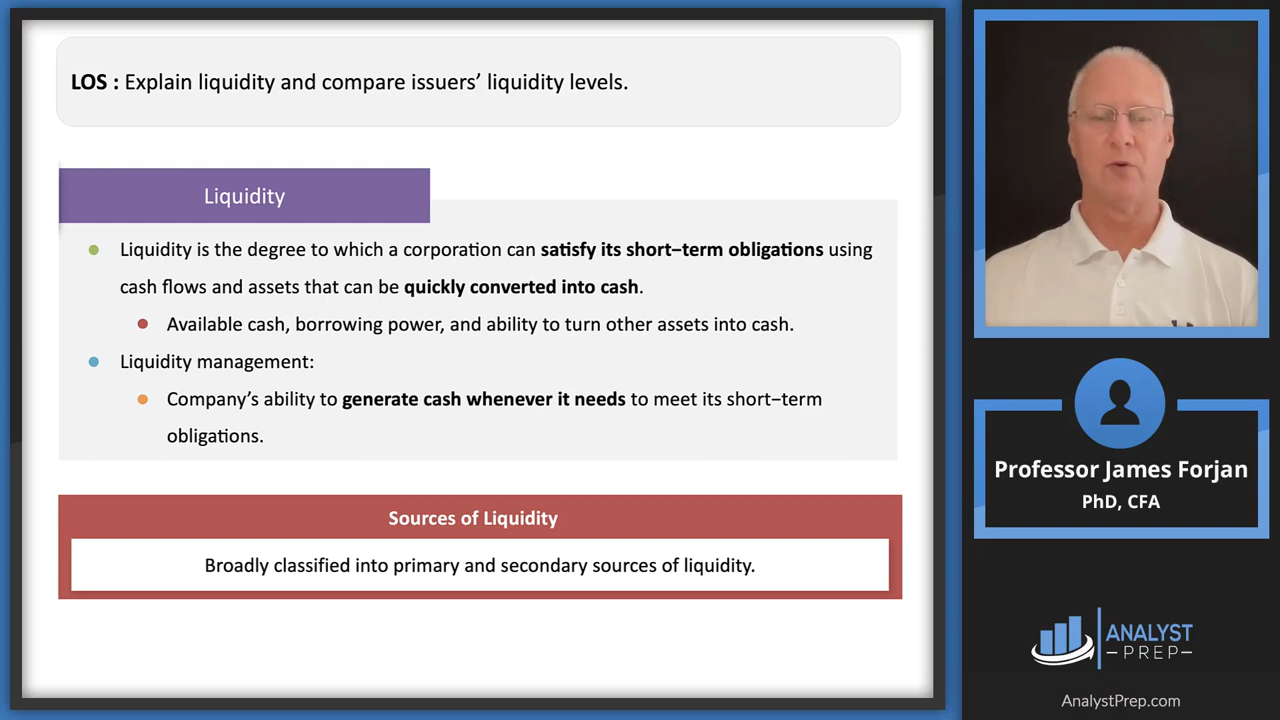 LOS : Explain liquidity and compare issuers’ liquidity levels.
Liquidity
Liquidity is the degree to which a corporation can satisfy its short−term obligations using
cash flows and assets that can be quickly converted into cash.
Available cash, borrowing power, and ability to turn other assets into cash.
Liquidity management:
Company’s ability to generate cash whenever it needs to meet its short−term
obligations.
Sources of Liquidity
Broadly classified into primary and secondary sources of liquidity.
Professor James Forjan
PhD, CFA
ANALYST
−PREP−
AnalystPrep.com